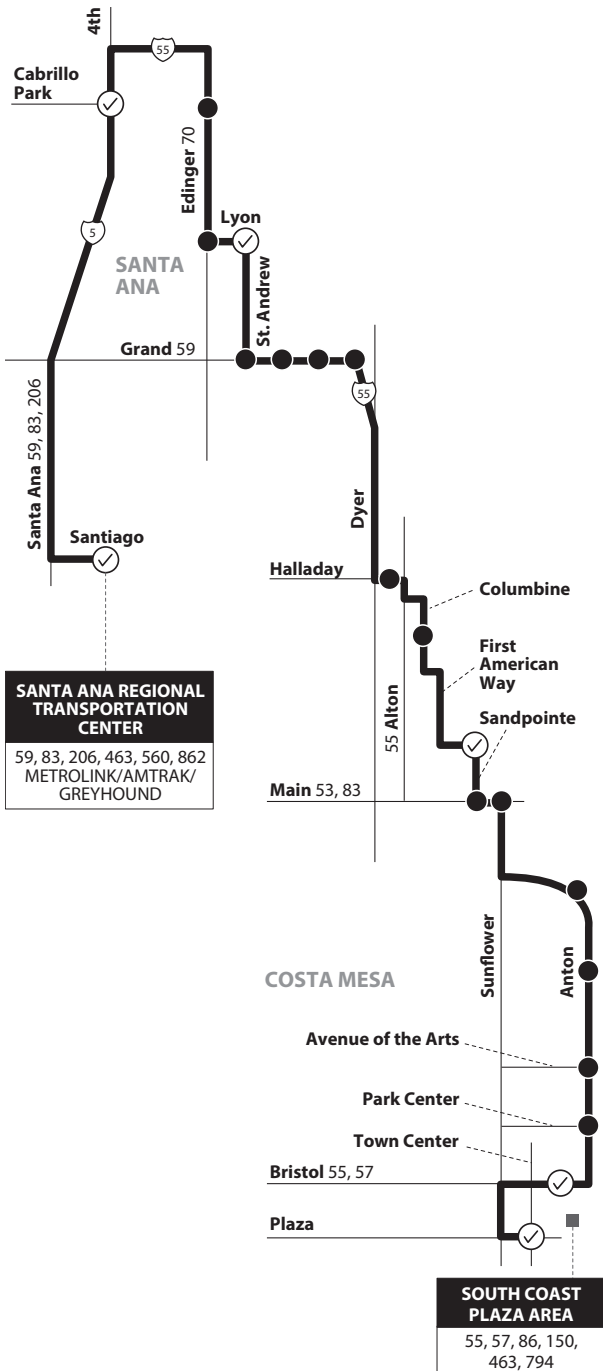 4th
55
Cabrillo
Park
Edinger 70
Lyon
5
SANTA
ANA
St. Andrew
Grand 59
55
Santa Ana 59, 83, 206
Dyer
Santiago
Halladay
Columbine
First
American
Way
SANTA ANA REGIONAL
TRANSPORTATION
CENTER
59, 83, 206, 463, 560, 862
METROLINK/AMTRAK/
GREYHOUND
55 Alton
Sandpointe
Main 53, 83
Sunflower
Anton
COSTA MESA
Avenue of the Arts
Park Center
Town Center
Bristol 55, 57
Plaza
SOUTH COAST
PLAZA AREA
55, 57, 86, 150,
463, 794